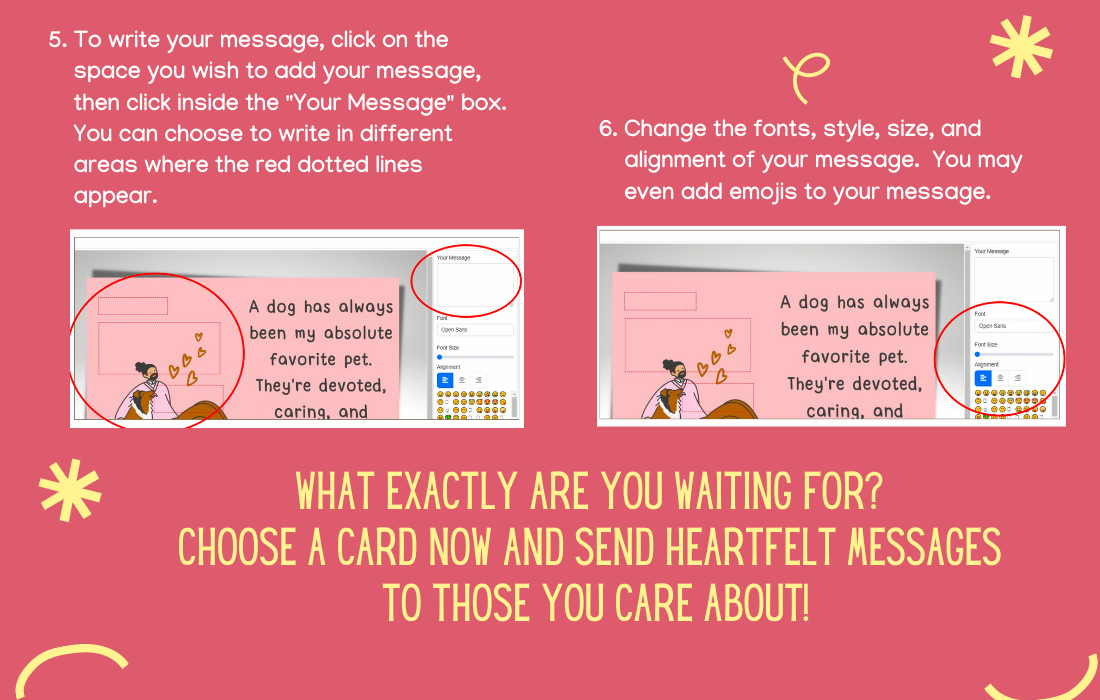 5. To write your message, click on the
space you wish to add your message,
then click inside the "Your Message" box.
You can choose to write in different
areas where the red dotted lines
appear.
Your Message
Font
Open Sans
Font Size
Alignment
A dog has always
been my absolute
favorite pet.
They're devoted,
caring, and
6. Change the fonts, style, size, and
alignment of your message.  You may
even add emojis to your message.
Your Message
Font
Open Sans
Font Size
Alignment
A dog has always
been my absolute
favorite pet.
They're devoted,
caring, and
WHAT EXACTLY ARE YOU WAITING FOR?
CHOOSE A CARD NOW AND SEND HEARTFELT MESSAGES
TO THOSE YOU CARE ABOUT!